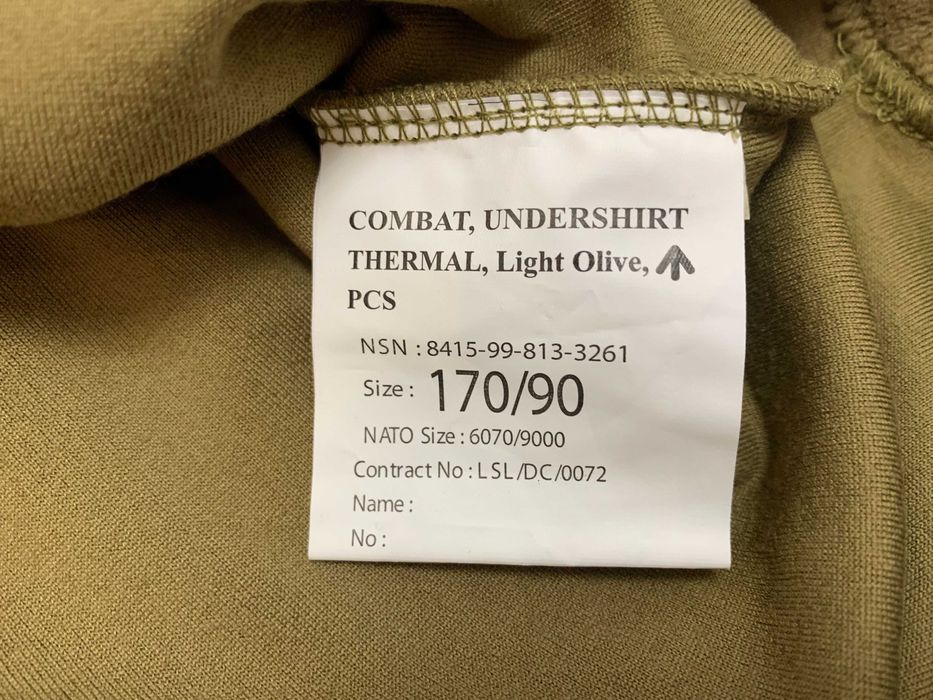 COMBAT, UNDERSHIRT
THERMAL, Light Olive,
PCS
NSN : 8415-99-813-3261
Size : 170/90
NATO Size : 6070/9000
Contract No : LSL/DC/0072
Name :
No :